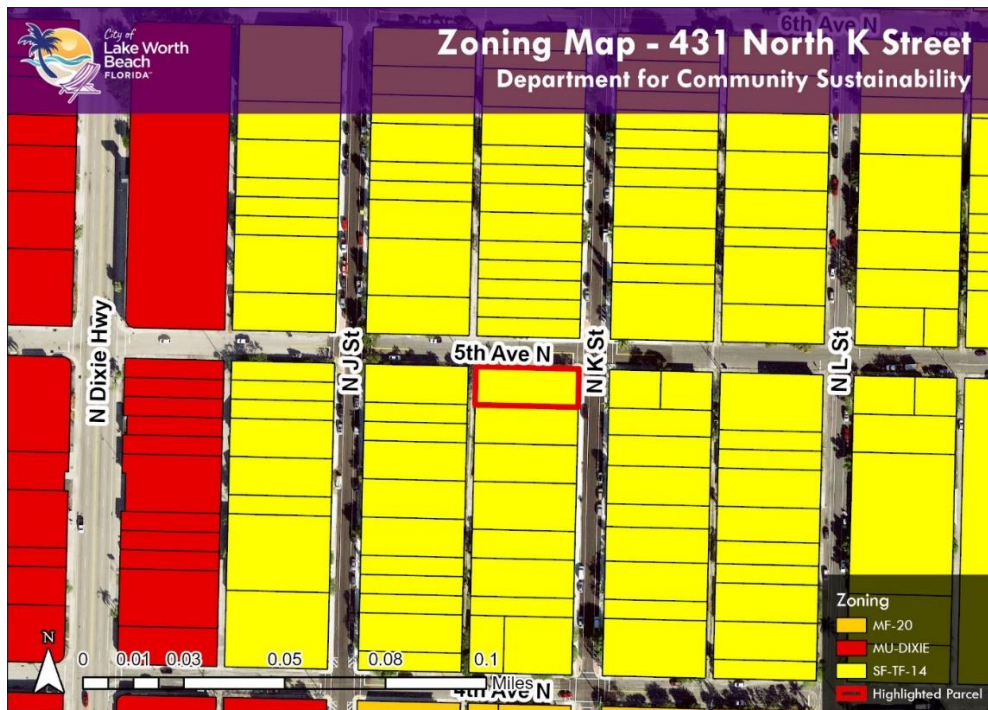 City of
Lake Worth
Beach
FLORIDA™
6th Ave N
Zoning Map - 431 North K Street
Department for Community Sustainability
N Dixie Hwy
N J St
5th Ave N
N K St
N L St
N
0 0.01 0.03 0.05 0.08 0.1
Miles
4th Ave N
Zoning
MF-20
MU-DIXIE
SF-TF-14
Highlighted Parcel